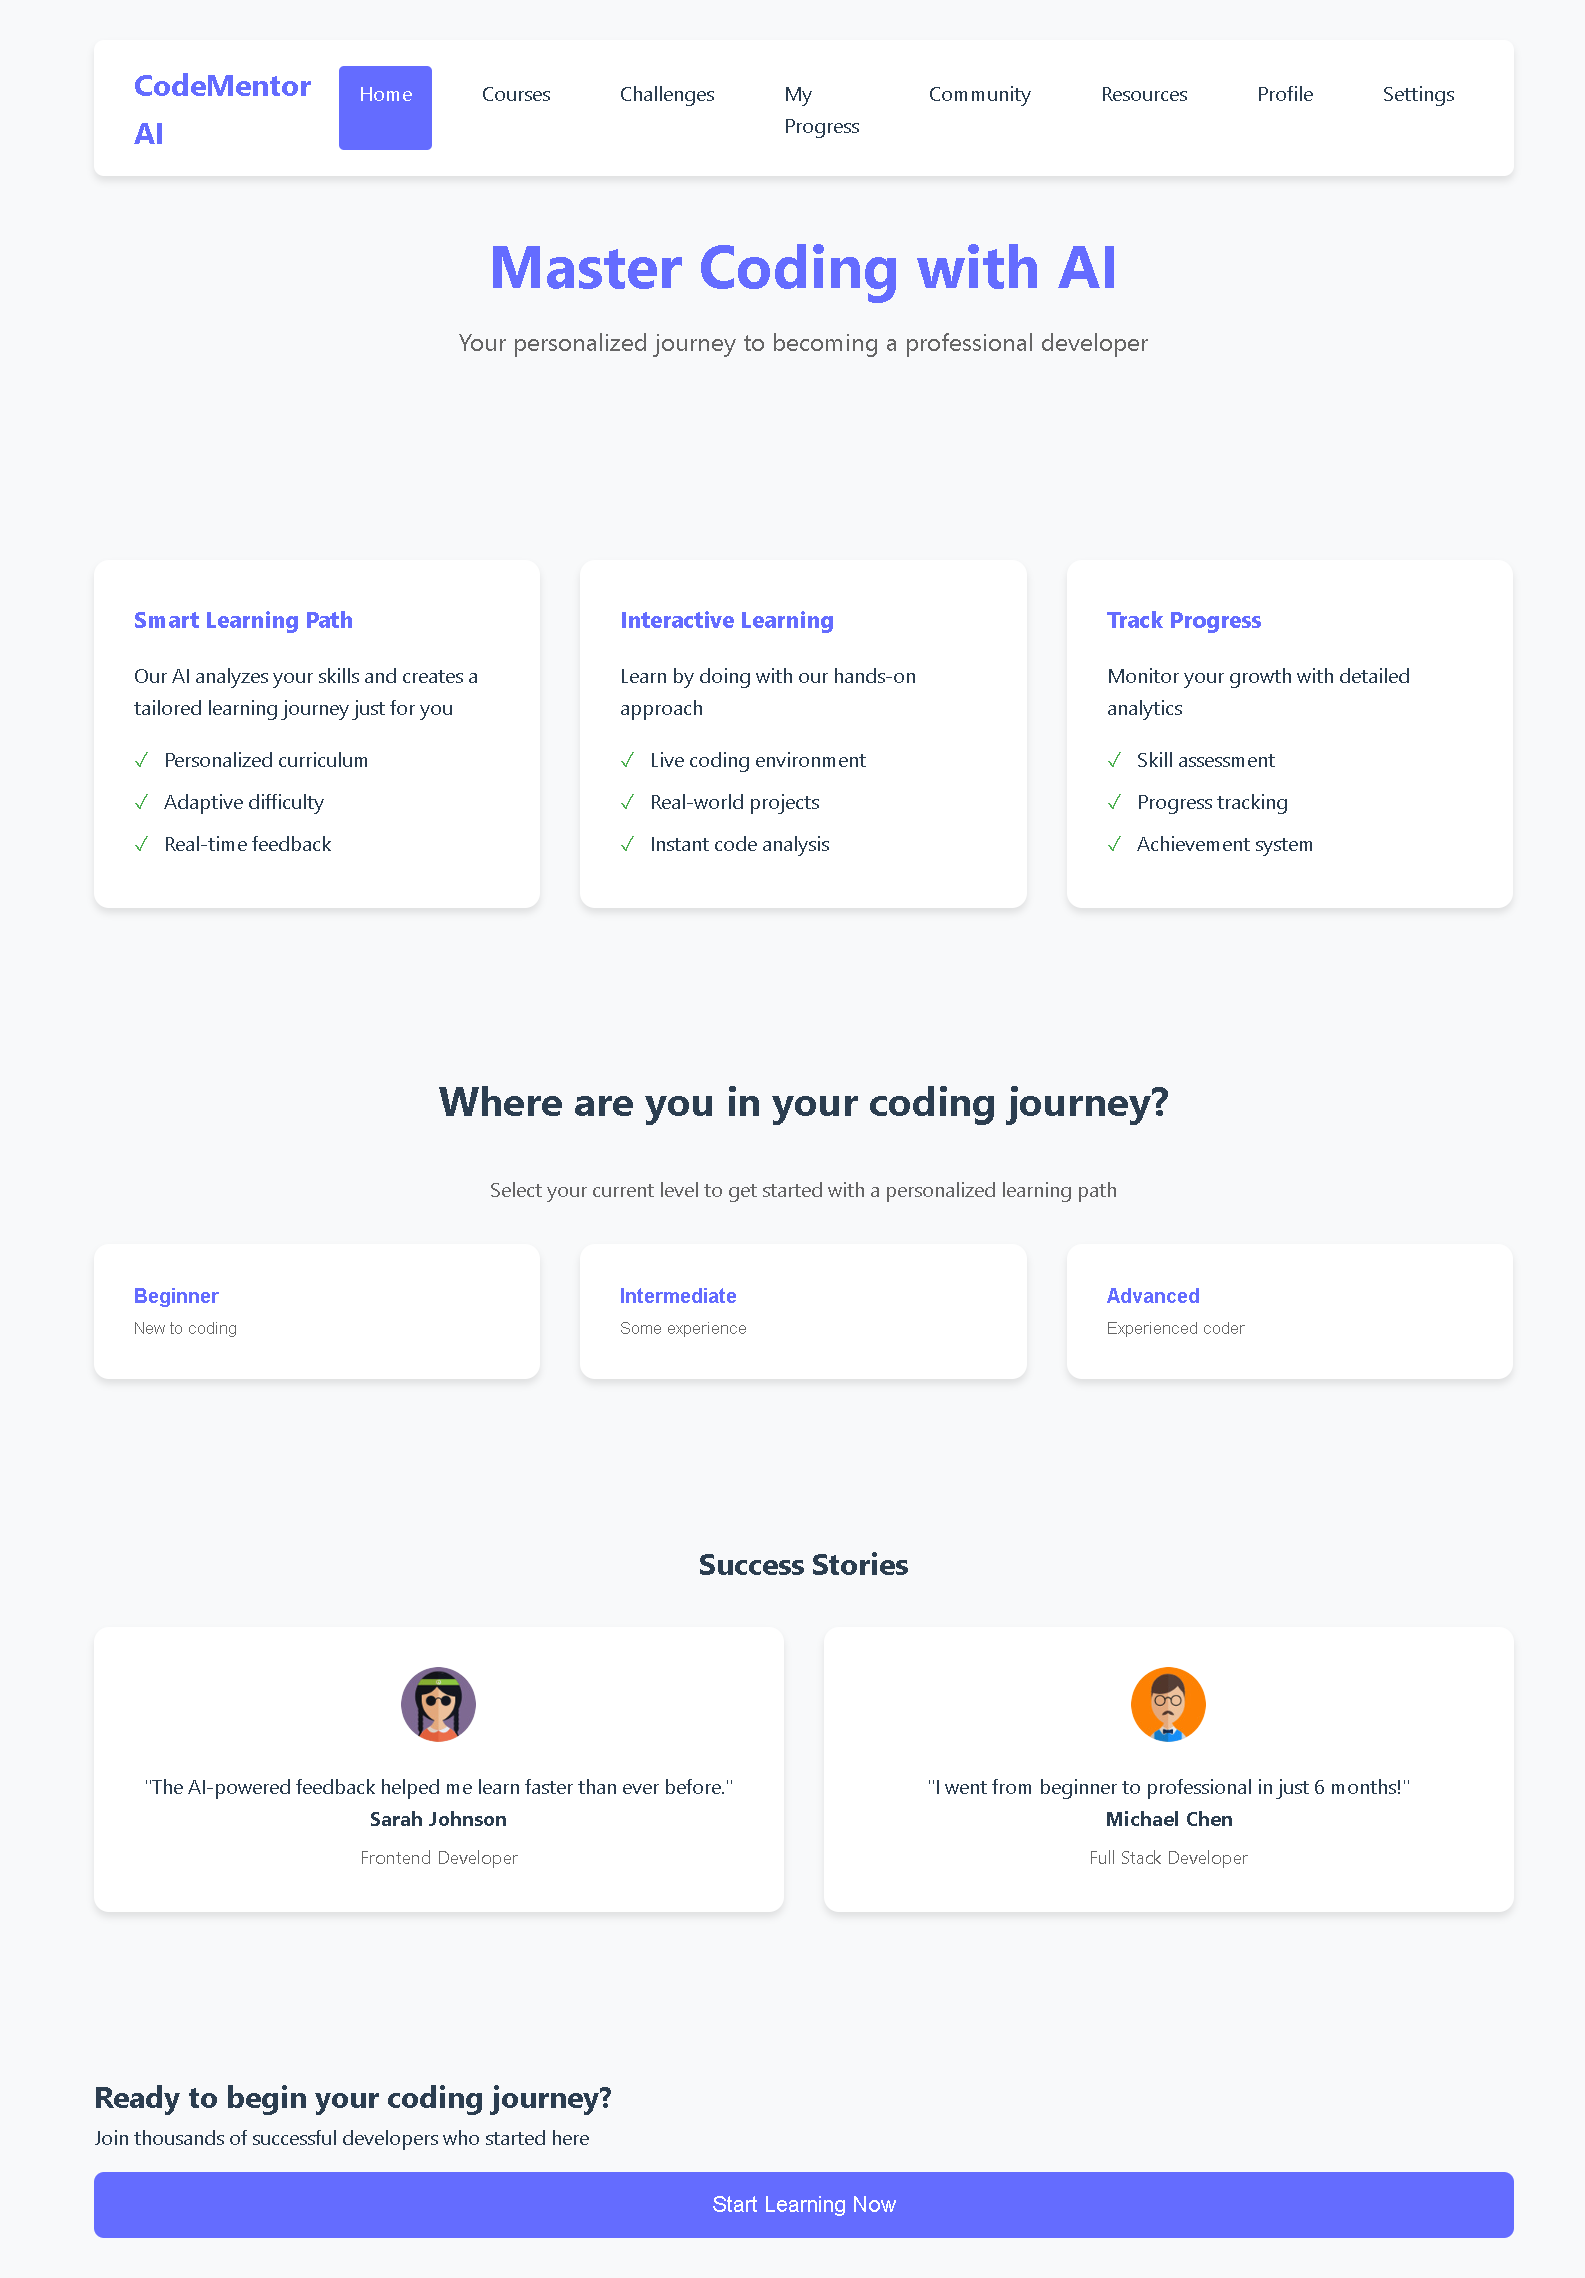 CodeMentor
AI
Home
Courses
Challenges
My
Progress
Community
Resources
Profile
Settings
Master Coding with AI
Your personalized journey to becoming a professional developer
Smart Learning Path
Our AI analyzes your skills and creates a
tailored learning journey just for you
✓ Personalized curriculum
✓ Adaptive difficulty
✓ Real-time feedback
Interactive Learning
Learn by doing with our hands-on
approach
✓ Live coding environment
✓ Real-world projects
✓ Instant code analysis
Track Progress
Monitor your growth with detailed
analytics
✓ Skill assessment
✓ Progress tracking
✓ Achievement system
Where are you in your coding journey?
Select your current level to get started with a personalized learning path
Beginner
New to coding
Intermediate
Some experience
Advanced
Experienced coder
Success Stories
"The AI-powered feedback helped me learn faster than ever before."
Sarah Johnson
Frontend Developer
"I went from beginner to professional in just 6 months!"
Michael Chen
Full Stack Developer
Ready to begin your coding journey?
Join thousands of successful developers who started here
Start Learning Now